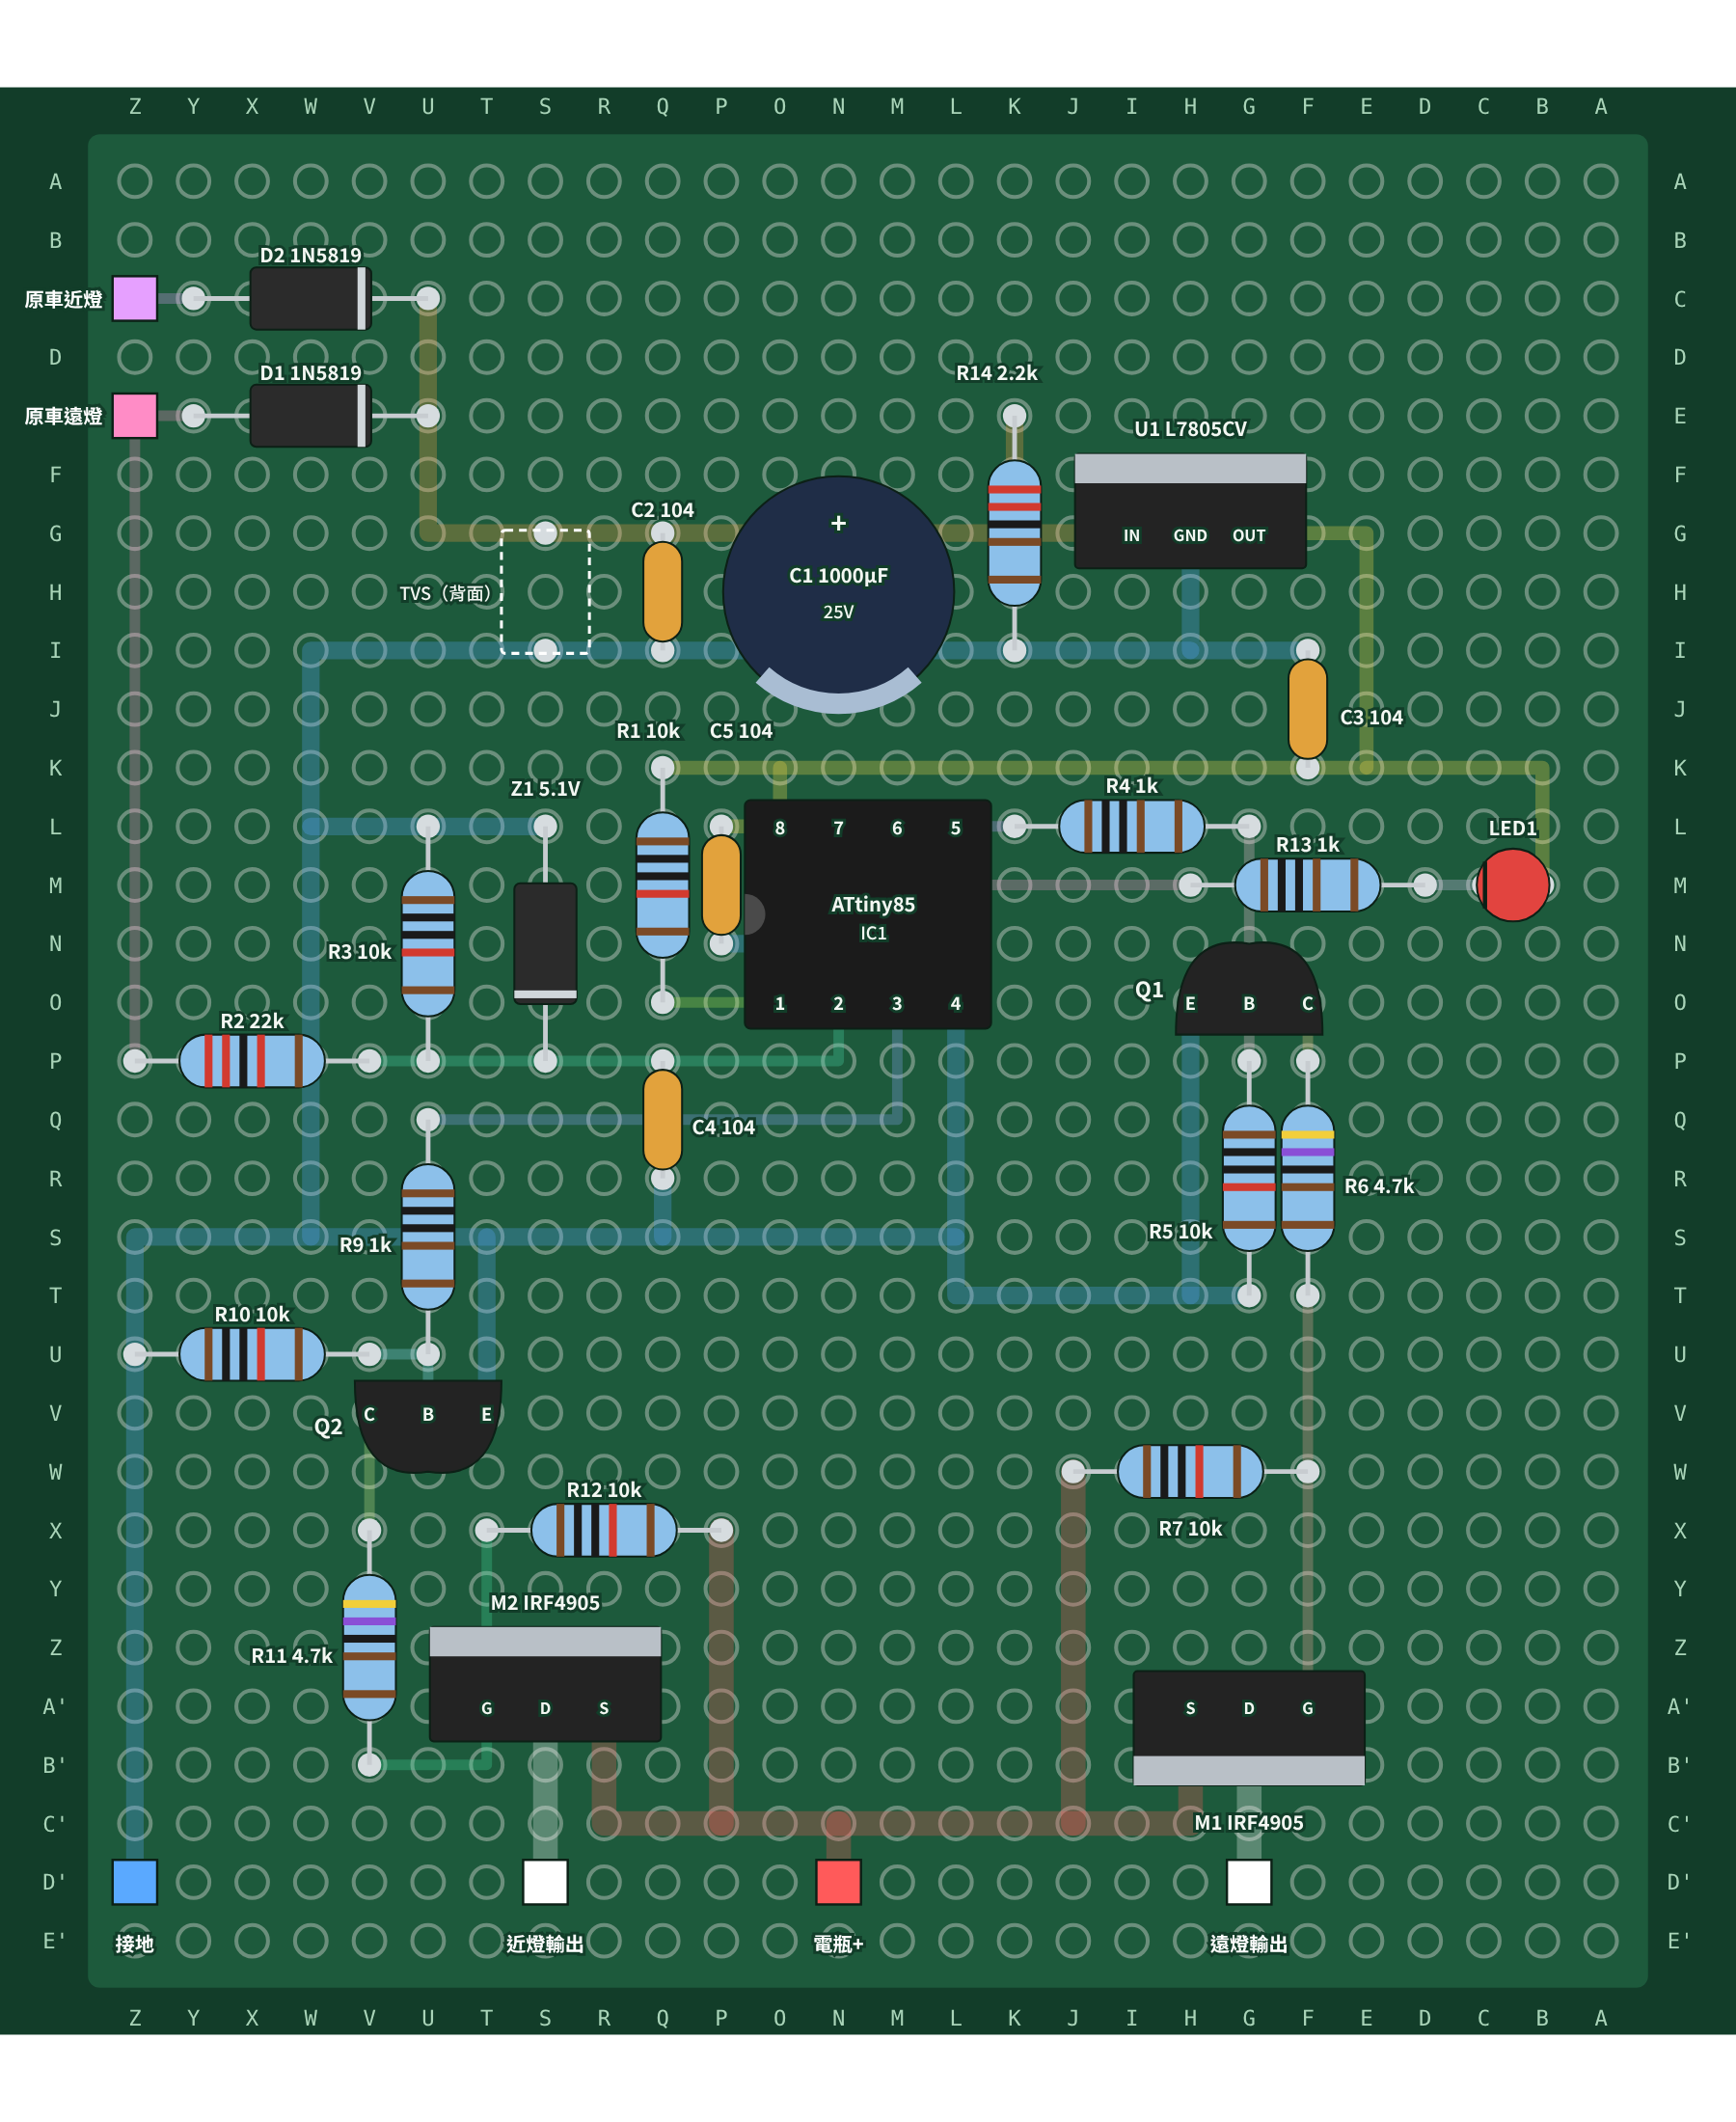 Z Y X W V U T S R Q P O N M L K J I H G F E D C B A
A A
B B
D2 1N5819
原車近燈 C C
D1 1N5819 D D
R14 2.2k
原車遠燈 E E
U1 L7805CV
F F
C2 104
+
G IN GND OUT G
C1 1000µF
TVS（背面） H H
25V
I I
J C3 104 J
R1 10k C5 104
K K
Z1 5.1V R4 1k
L 8 7 6 5 LED1 L
R13 1k
M M
ATtiny85
IC1
R3 10k N N
Q1
O 1 2 3 4 E B C O
R2 22k
P P
Q C4 104 Q
R R6 4.7k R
R9 1k S R5 10k S
T T
R10 10k
U U
V C B E V
Q2
W W
R12 10k
X R7 10k X
Y Y
M2 IRF4905
Z Z
R11 4.7k
A' G D S S D G A'
B' B'
C' M1 IRF4905 C'
D' D'
E' 接地 近燈輸出 電瓶+ 遠燈輸出 E'
Z Y X W V U T S R Q P O N M L K J I H G F E D C B A